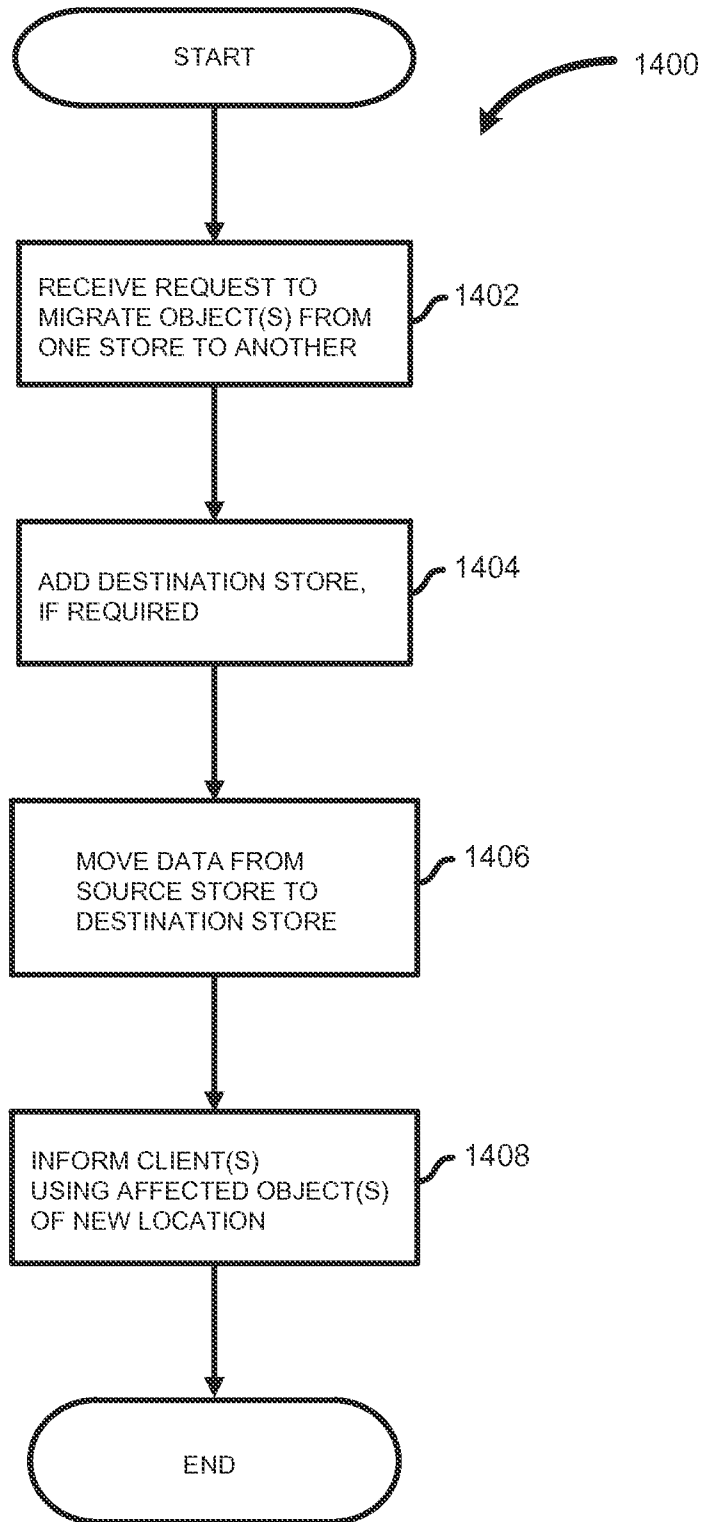 START
1400
RECEIVE REQUEST TO
MIGRATE OBJECT(S) FROM
ONE STORE TO ANOTHER
1402
ADD DESTINATION STORE,
IF REQUIRED
1404
MOVE DATA FROM
SOURCE STORE TO
DESTINATION STORE
1406
INFORM CLIENT(S)
USING AFFECTED OBJECT(S)
OF NEW LOCATION
1408
END